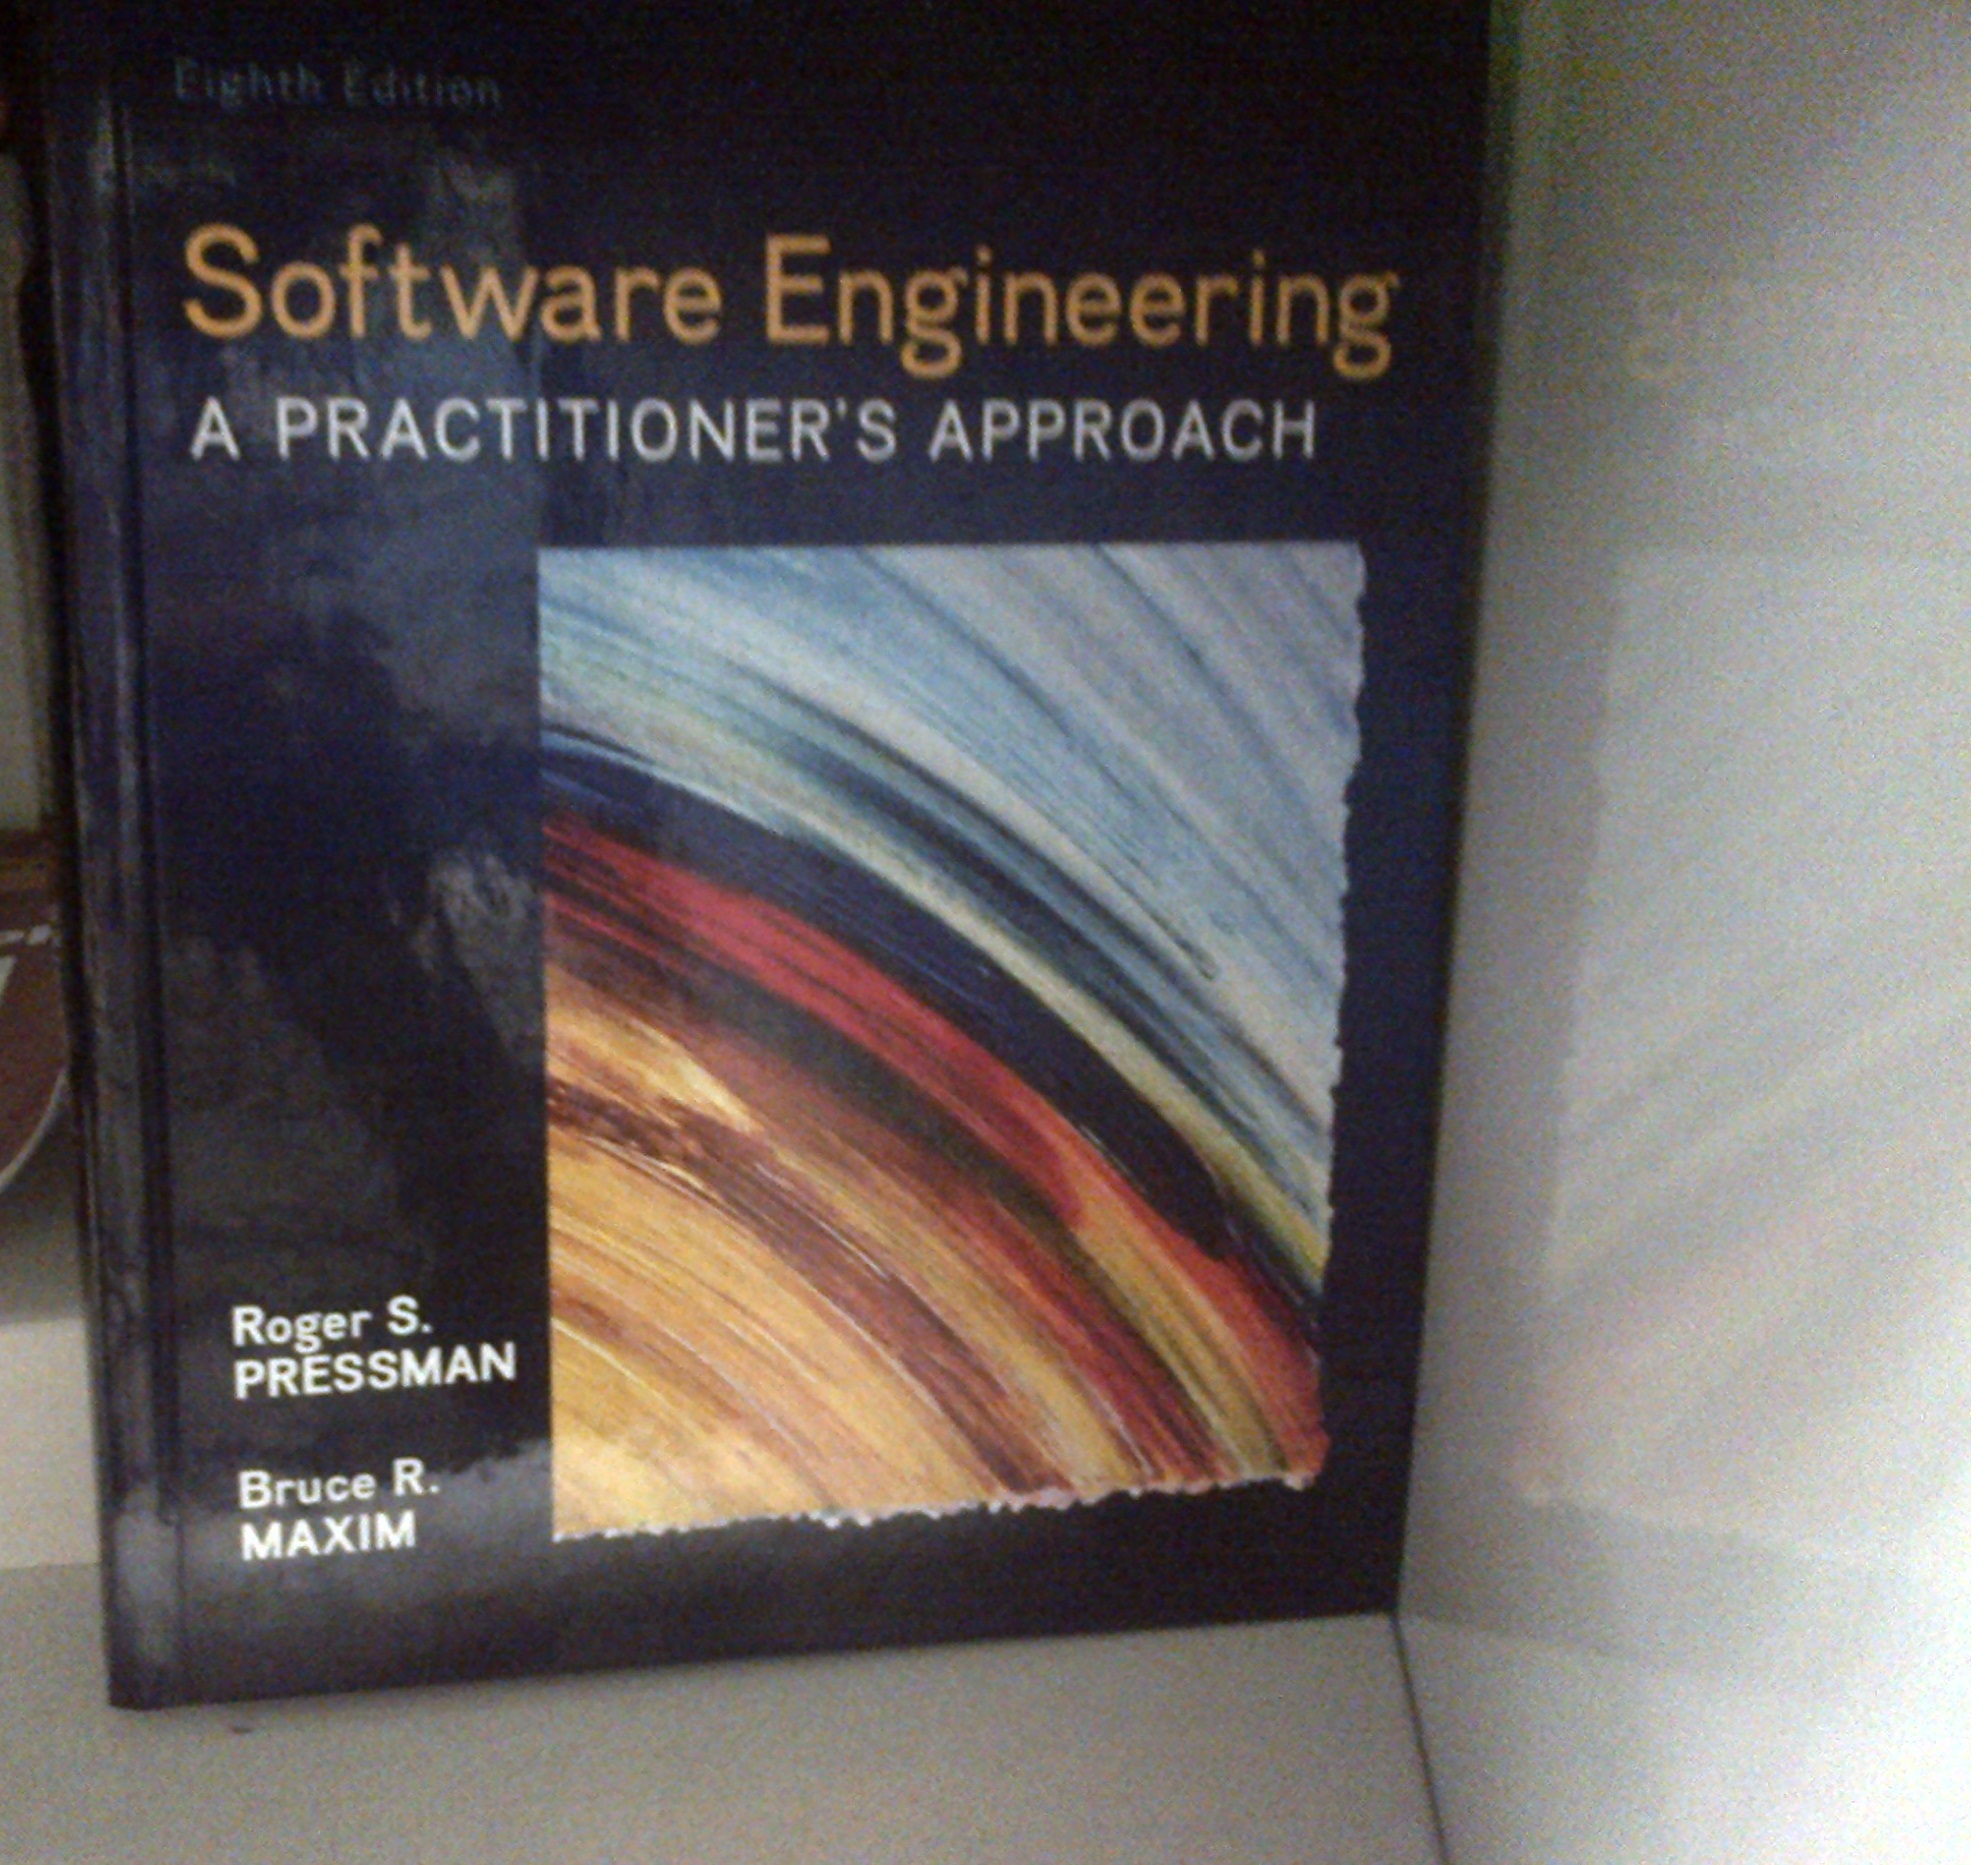 Eighth Edition
Software Engineering
A PRACTITIONER'S APPROACH
Roger S.
PRESSMAN
Bruce R.
MAXIM